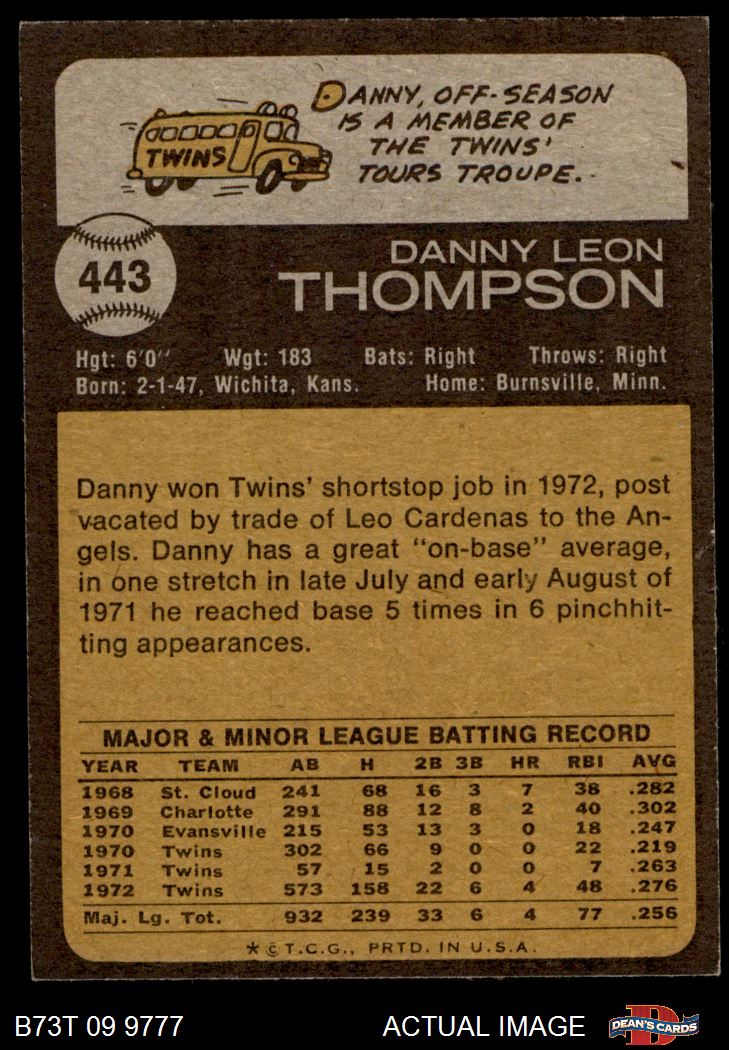 DANNY, OFF-SEASON
IS A MEMBER OF
THE TWINS'
TOURS TROUPE.
TWINS
443
DANNY LEON
THOMPSON
Hgt: 6'0" Wgt: 183 Bats: Right Throws: Right
Born: 2-1-47, Wichita, Kans. Home: Burnsville, Minn.
Danny won Twins' shortstop job in 1972, post
vacated by trade of Leo Cardenas to the An-
gels. Danny has a great "on-base" average,
in one stretch in late July and early August of
1971 he reached base 5 times in 6 pinchhit-
ting appearances.
MAJOR & MINOR LEAGUE BATTING RECORD
YEAR TEAM AB H 2B 3B HR RBI AVG
1968 St. Cloud 241 68 16 3 7 38 .282
1969 Charlotte 291 88 12 8 2 40 .302
1970 Evansville 215 53 13 3 0 18 .247
1970 Twins 302 66 9 0 0 22 .219
1971 Twins 57 15 2 0 0 7 .263
1972 Twins 573 158 22 6 4 48 .276
Maj. Lg. Tot. 932 239 33 6 4 77 .256
★ © T.C.G., PRTD. IN U.S.A.
B73T 09 9777 ACTUAL IMAGE
D
DEAN'S CARDS